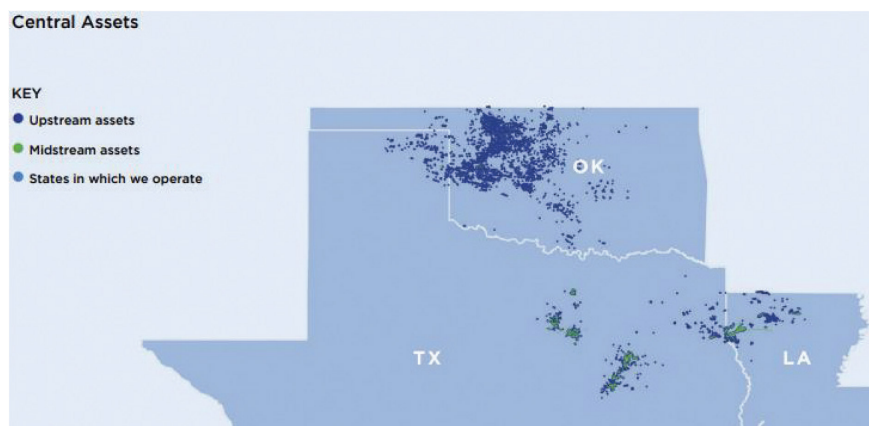 Central Assets
KEY
Upstream assets
Midstream assets
States in which we operate
OK
TX
LA